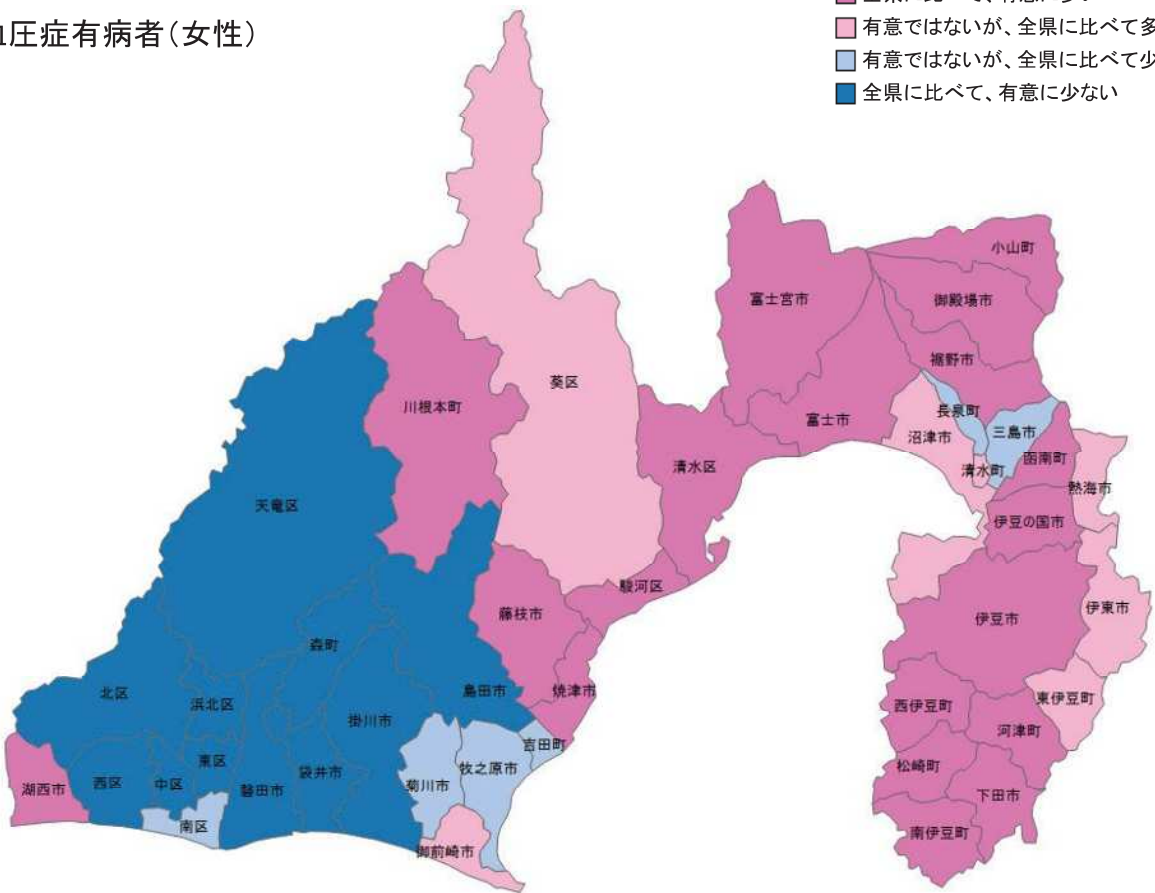 圧症有病者(女性)
有意ではないが、全県に比べて多
有意ではないが、全県に比べて少
全県に比べて、有意に少ない
小山町
富士宮市
御殿場市
裾野市
葵区
川根本町
長泉町
富士市
沼津市
三島市
函南町
清水区
清水町
熱海市
天竜区
伊豆の国市
駿河区
藤枝市
伊東市
伊豆市
森町
北区
島田市
焼津市
浜北区
掛川市
東伊豆町
西伊豆町
河津町
吉田町
東区
袋井市
牧之原市
松崎町
湖西市
西区
中区
磐田市
菊川市
下田市
南区
南伊豆町
御前崎市